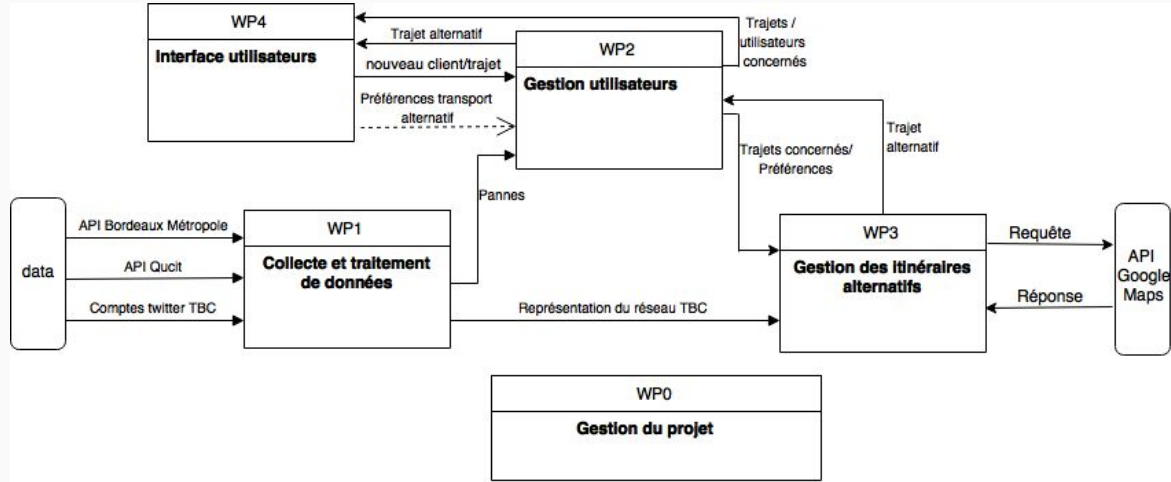 WP4
Interface utilisateurs
Trajet alternatif
nouveau client/trajet
Préférences transport
alternatif
WP2
Gestion utilisateurs
Trajets /
utilisateurs
concernés
Trajet
alternatif
Trajets concernés/
Préférences
Pannes
data
API Bordeaux Métropole
API Qucit
Comptes twitter TBC
WP1
Collecte et traitement
de données
Représentation du réseau TBC
WP3
Gestion des itinéraires
alternatifs
Requête
Réponse
API
Google
Maps
WP0
Gestion du projet